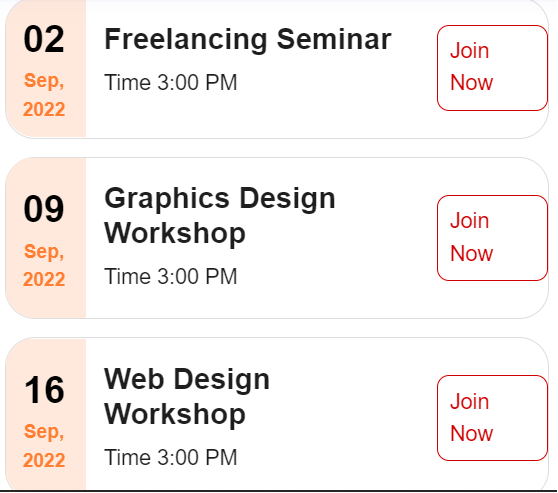 02
Sep,
2022
Freelancing Seminar
Time 3:00 PM
Join
Now
09
Sep,
2022
Graphics Design
Workshop
Time 3:00 PM
Join
Now
16
Sep,
2022
Web Design
Workshop
Time 3:00 PM
Join
Now